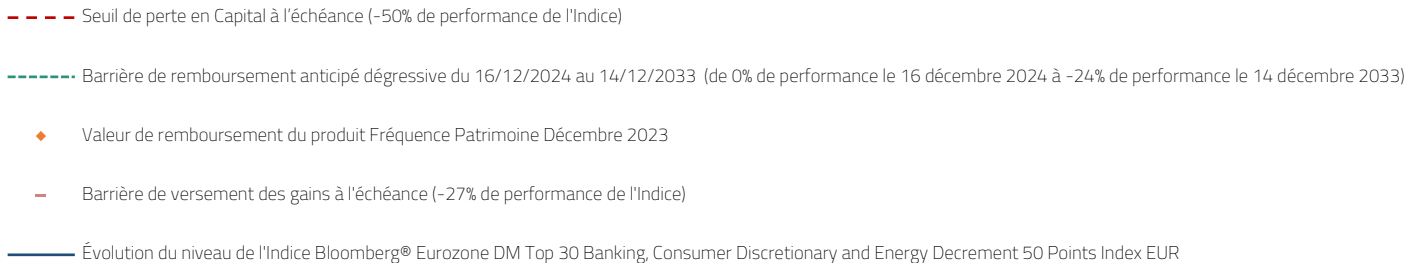 Seuil de perte en Capital à l’échéance (-50% de performance de l'Indice)
Barrière de remboursement anticipé dégressive du 16/12/2024 au 14/12/2033 (de 0% de performance le 16 décembre 2024 à -24% de performance le 14 décembre 2033)
Valeur de remboursement du produit Fréquence Patrimoine Décembre 2023
Barrière de versement des gains à l'échéance (-27% de performance de l'Indice)
Évolution du niveau de l'Indice Bloomberg® Eurozone DM Top 30 Banking, Consumer Discretionary and Energy Decrement 50 Points Index EUR